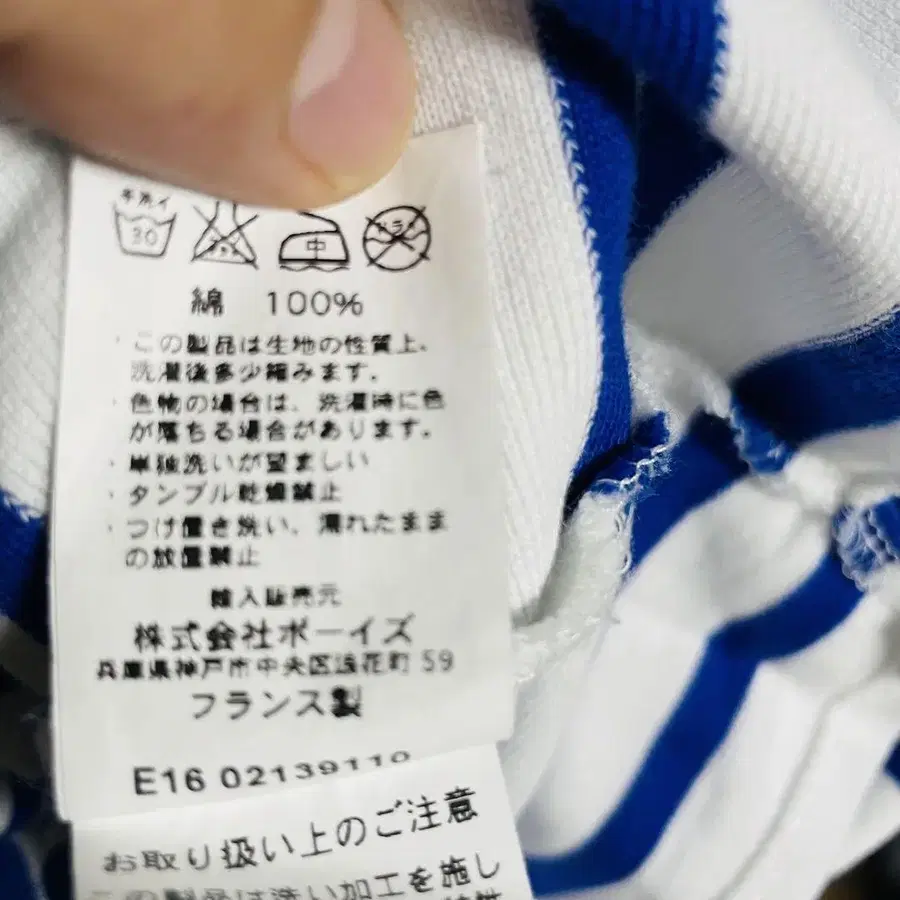 手洗イ
30
中
ドライ
綿 100%
・この製品は生地の性質上、
洗濯後多少縮みます。
・色物の場合は、洗濯時に色
が落ちる場合があります。
・単独洗いが望ましい
・タンブル乾燥禁止
・つけ置き洗い、濡れたまま
の放置禁止
輸入販売元
株式会社ボーイズ
兵庫県神戸市中央区浪花町 59
フランス製
E16 02139110
お取り扱い上のご注意
この製品は洗い加工を施し